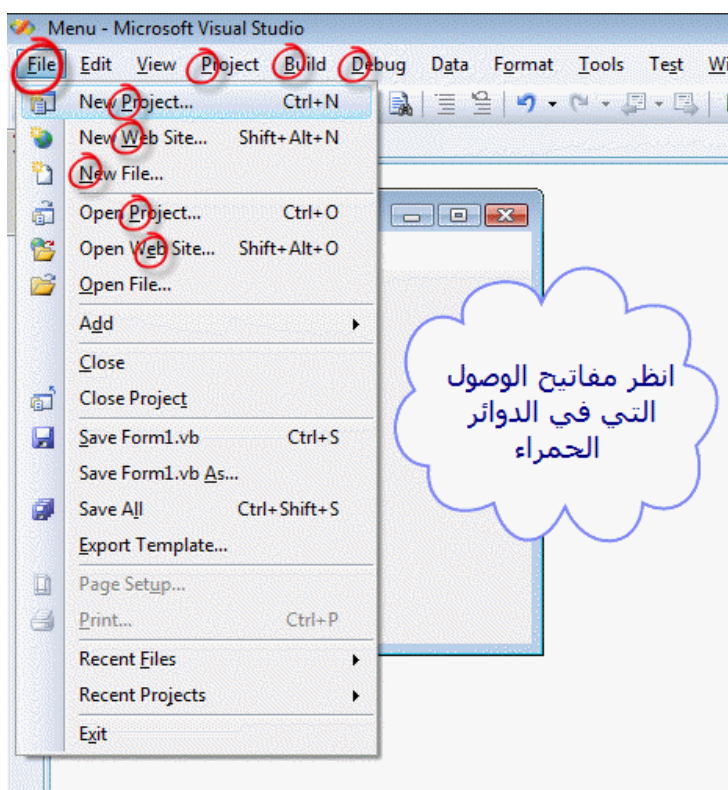 Menu - Microsoft Visual Studio
File Edit View Project Build Debug Data Format Tools Test Wi
New Project... Ctrl+N
New Web Site... Shift+Alt+N
New File...
Open Project... Ctrl+O
Open Web Site... Shift+Alt+O
Open File...
Add
Close
Close Project
Save Form1.vb Ctrl+S
Save Form1.vb As...
Save All Ctrl+Shift+S
Export Template...
Page Setup...
Print... Ctrl+P
Recent Files
Recent Projects
Exit
انظر مفاتيح الوصول
التي في الدوائر
الحمراء